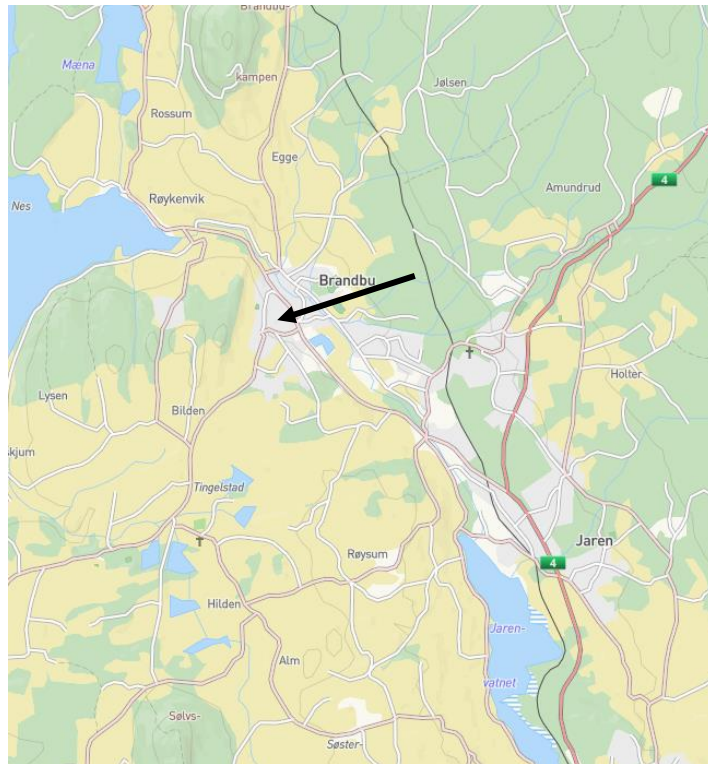 Brandbu-
kampen
Mæna
Jølsen
Rossum
Egge
4
Amundrud
Nes
Røykenvik
Brandbu
Holter
Lysen
Bilden
skjum
Tingelstad
Jaren
Røysum
4
Hilden
Jaren-
vatnet
Alm
Sølvs-
Søster-